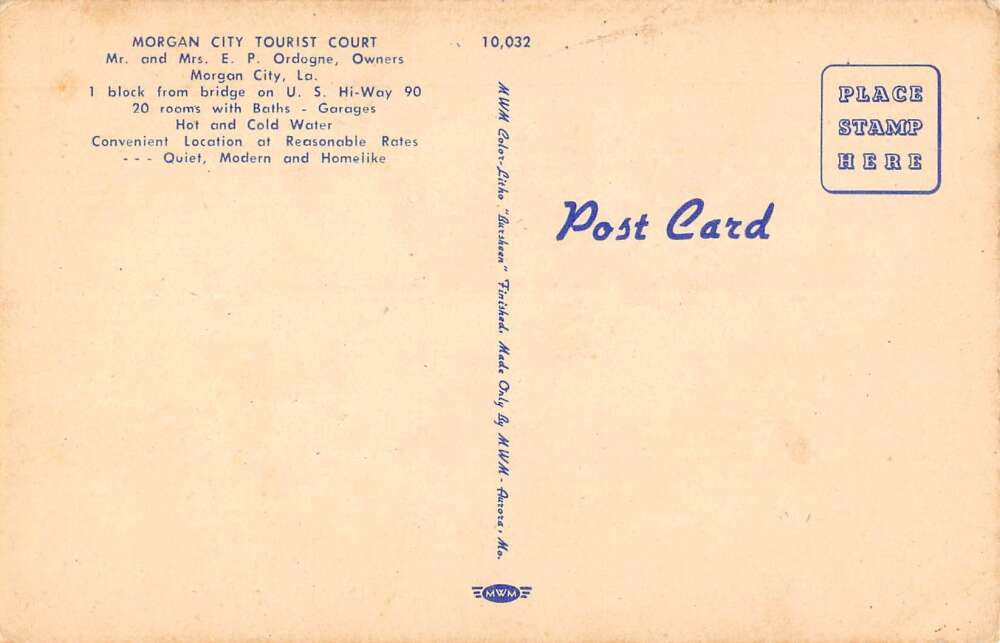 MORGAN CITY TOURIST COURT
Mr. and Mrs. E. P. Ordogne, Owners
Morgan City, La.
1 block from bridge on U. S. Hi-Way 90
20 rooms with Baths - Garages
Hot and Cold Water
Convenient Location at Reasonable Rates
- - - Quiet, Modern and Homelike
10,032
MWM Color-Litho "Lursheen" Finished. Made Only By MWM - Aurora, Mo.
PLACE
STAMP
HERE
Post Card
MWM